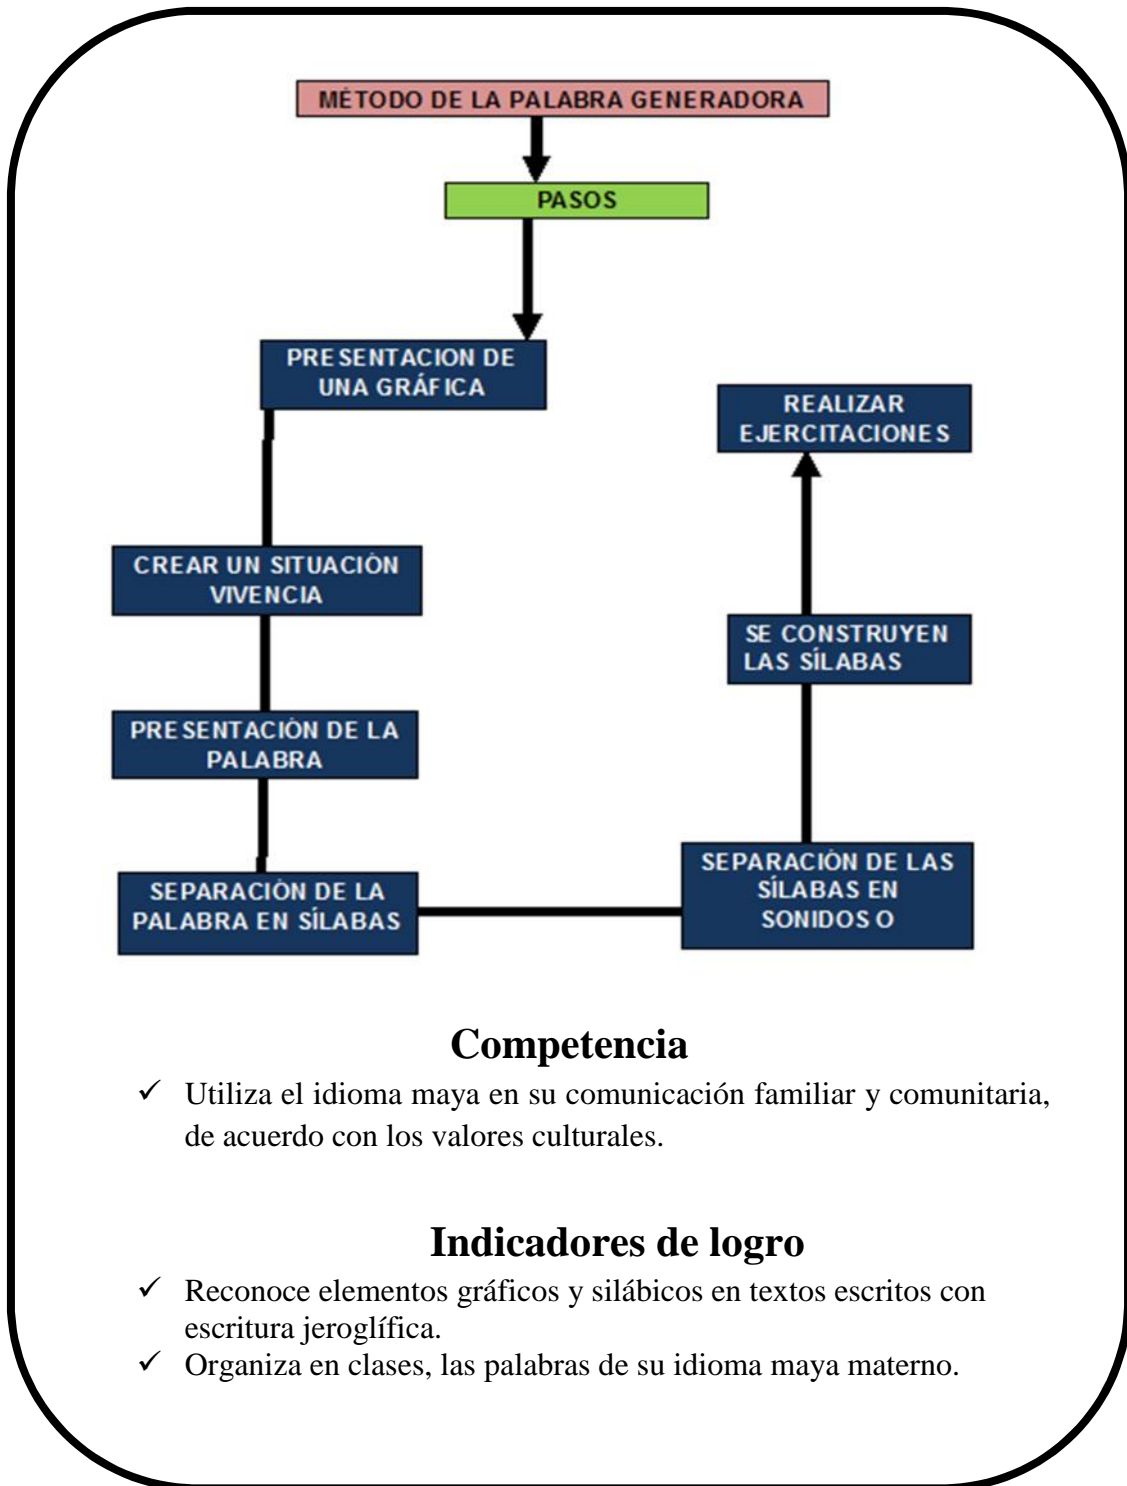 MÉTODO DE LA PALABRA GENERADORA
PASOS
PRESENTACION DE
UNA GRÁFICA
CREAR UN SITUACIÓN
VIVENCIA
PRESENTACIÓN DE LA
PALABRA
SEPARACIÓN DE LA
PALABRA EN SÍLABAS
SEPARACIÓN DE LAS
SÍLABAS EN
SONIDOS O
SE CONSTRUYEN
LAS SÍLABAS
REALIZAR
EJERCITACIONES
Competencia
✓ Utiliza el idioma maya en su comunicación familiar y comunitaria,
de acuerdo con los valores culturales.
Indicadores de logro
✓ Reconoce elementos gráficos y silábicos en textos escritos con
escritura jeroglífica.
✓ Organiza en clases, las palabras de su idioma maya materno.